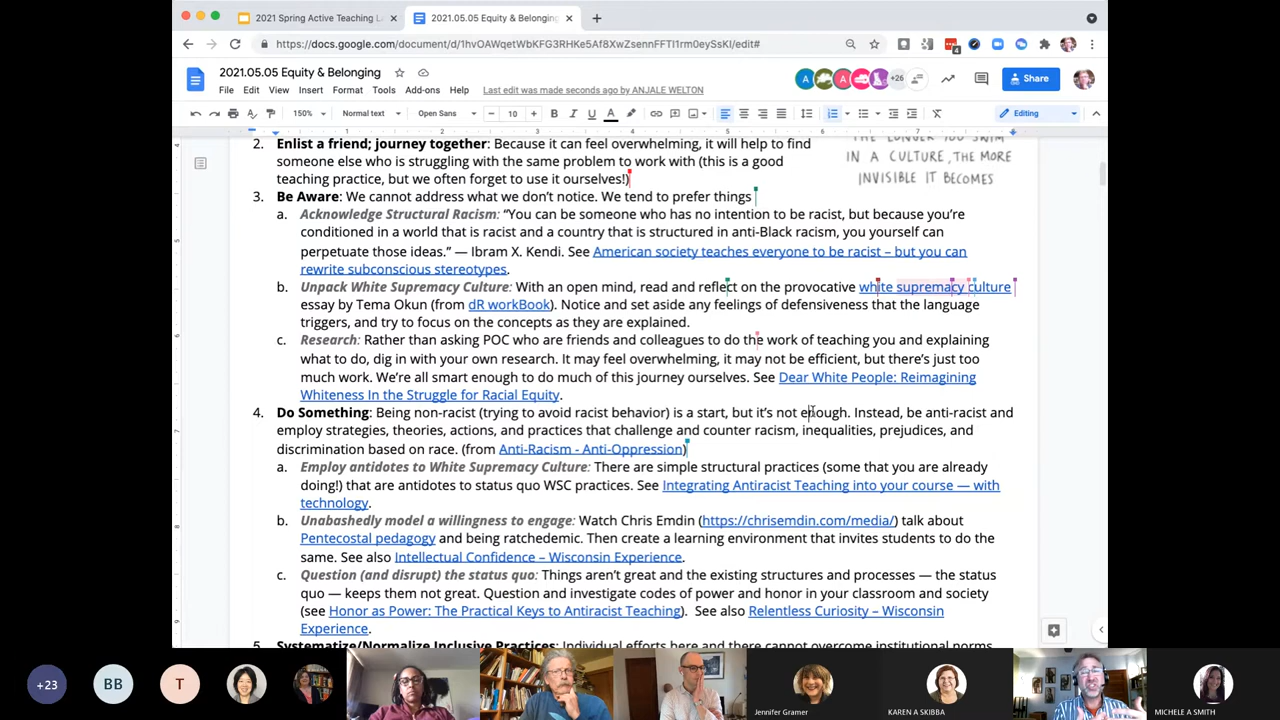 2021 Spring Active Teaching La
2021.05.05 Equity & Belonging
https://docs.google.com/document/d/1hvOAWqetWbKFG3RHKe5Af8XwZsennFFTI1rm0eySsKI/edit#
4
2021.05.05 Equity & Belonging
File Edit View Insert Format Tools Add-ons Help Last edit was made seconds ago by ANJALE WELTON
A A +26 Share
150% Normal text Open Sans 10 B I U A Editing
2. Enlist a friend; journey together: Because it can feel overwhelming, it will help to find
someone else who is struggling with the same problem to work with (this is a good
teaching practice, but we often forget to use it ourselves!)
THE LONGER YOU SWIM
IN A CULTURE, THE MORE
INVISIBLE IT BECOMES
3. Be Aware: We cannot address what we don't notice. We tend to prefer things
a. Acknowledge Structural Racism: “You can be someone who has no intention to be racist, but because you're
conditioned in a world that is racist and a country that is structured in anti-Black racism, you yourself can
perpetuate those ideas.” — Ibram X. Kendi. See American society teaches everyone to be racist – but you can
rewrite subconscious stereotypes.
b. Unpack White Supremacy Culture: With an open mind, read and reflect on the provocative white supremacy culture
essay by Tema Okun (from dR workBook). Notice and set aside any feelings of defensiveness that the language
triggers, and try to focus on the concepts as they are explained.
c. Research: Rather than asking POC who are friends and colleagues to do the work of teaching you and explaining
what to do, dig in with your own research. It may feel overwhelming, it may not be efficient, but there's just too
much work. We're all smart enough to do much of this journey ourselves. See Dear White People: Reimagining
Whiteness In the Struggle for Racial Equity.
4. Do Something: Being non-racist (trying to avoid racist behavior) is a start, but it's not enough. Instead, be anti-racist and
employ strategies, theories, actions, and practices that challenge and counter racism, inequalities, prejudices, and
discrimination based on race. (from Anti-Racism - Anti-Oppression)
a. Employ antidotes to White Supremacy Culture: There are simple structural practices (some that you are already
doing!) that are antidotes to status quo WSC practices. See Integrating Antiracist Teaching into your course — with
technology.
b. Unabashedly model a willingness to engage: Watch Chris Emdin (https://chrisemdin.com/media/) talk about
Pentecostal pedagogy and being ratchedemic. Then create a learning environment that invites students to do the
same. See also Intellectual Confidence – Wisconsin Experience.
c. Question (and disrupt) the status quo: Things aren't great and the existing structures and processes — the status
quo — keeps them not great. Question and investigate codes of power and honor in your classroom and society
(see Honor as Power: The Practical Keys to Antiracist Teaching). See also Relentless Curiosity – Wisconsin
Experience.
5. Systematize/Normalize Inclusive Practices: Individual efforts here and there cannot overcome institutional norms
+23 BB T Jennifer Gramer KAREN A SKIBBA MICHELE A SMITH